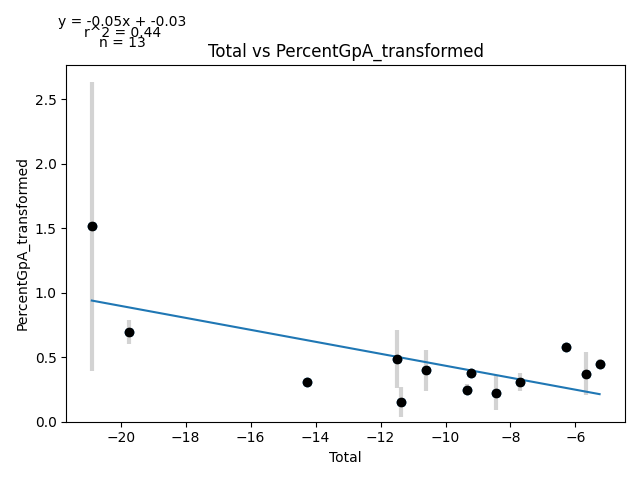 y = -0.05x + -0.03
r^2 = 0.44
n = 13
Total vs PercentGpA_transformed
PercentGpA_transformed
2.5
2.0
1.5
1.0
0.5
0.0
−20 −18 −16 −14 −12 −10 −8 −6
Total